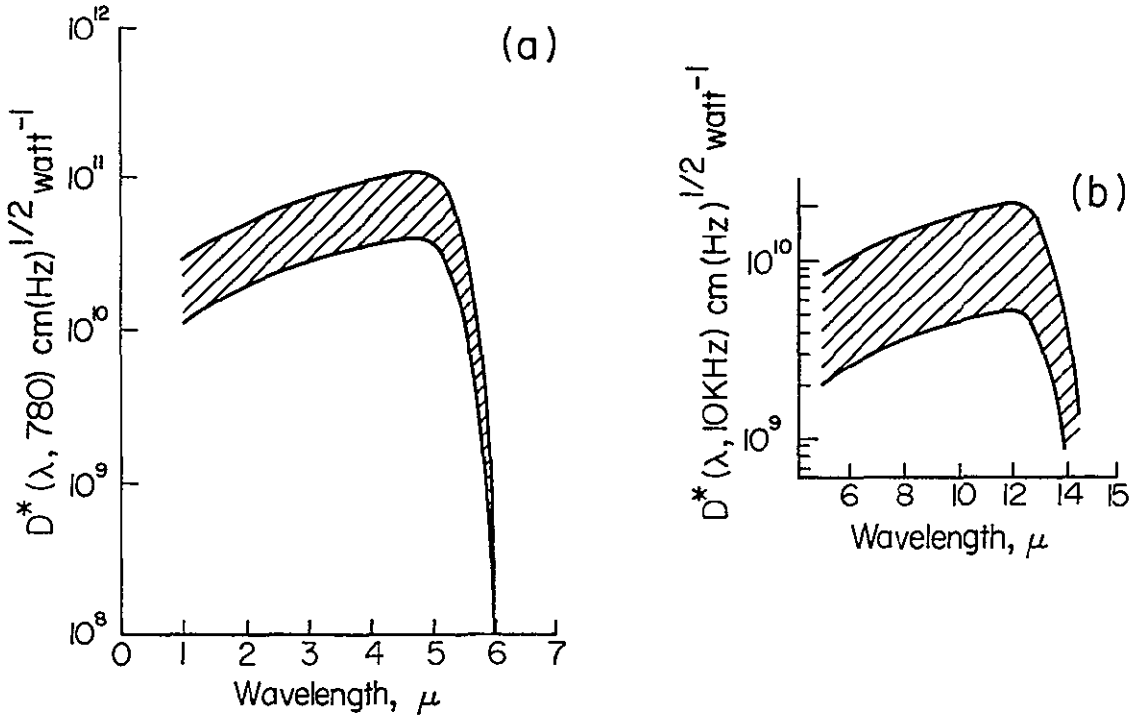 (a)
D* (λ, 780) cm(Hz)^1/2 watt^-1
10^12
10^11
10^10
10^9
10^8
0 1 2 3 4 5 6 7
Wavelength, μ
(b)
D* (λ, 10KHz) cm(Hz)^1/2 watt^-1
10^10
10^9
6 8 10 12 14 15
Wavelength, μ